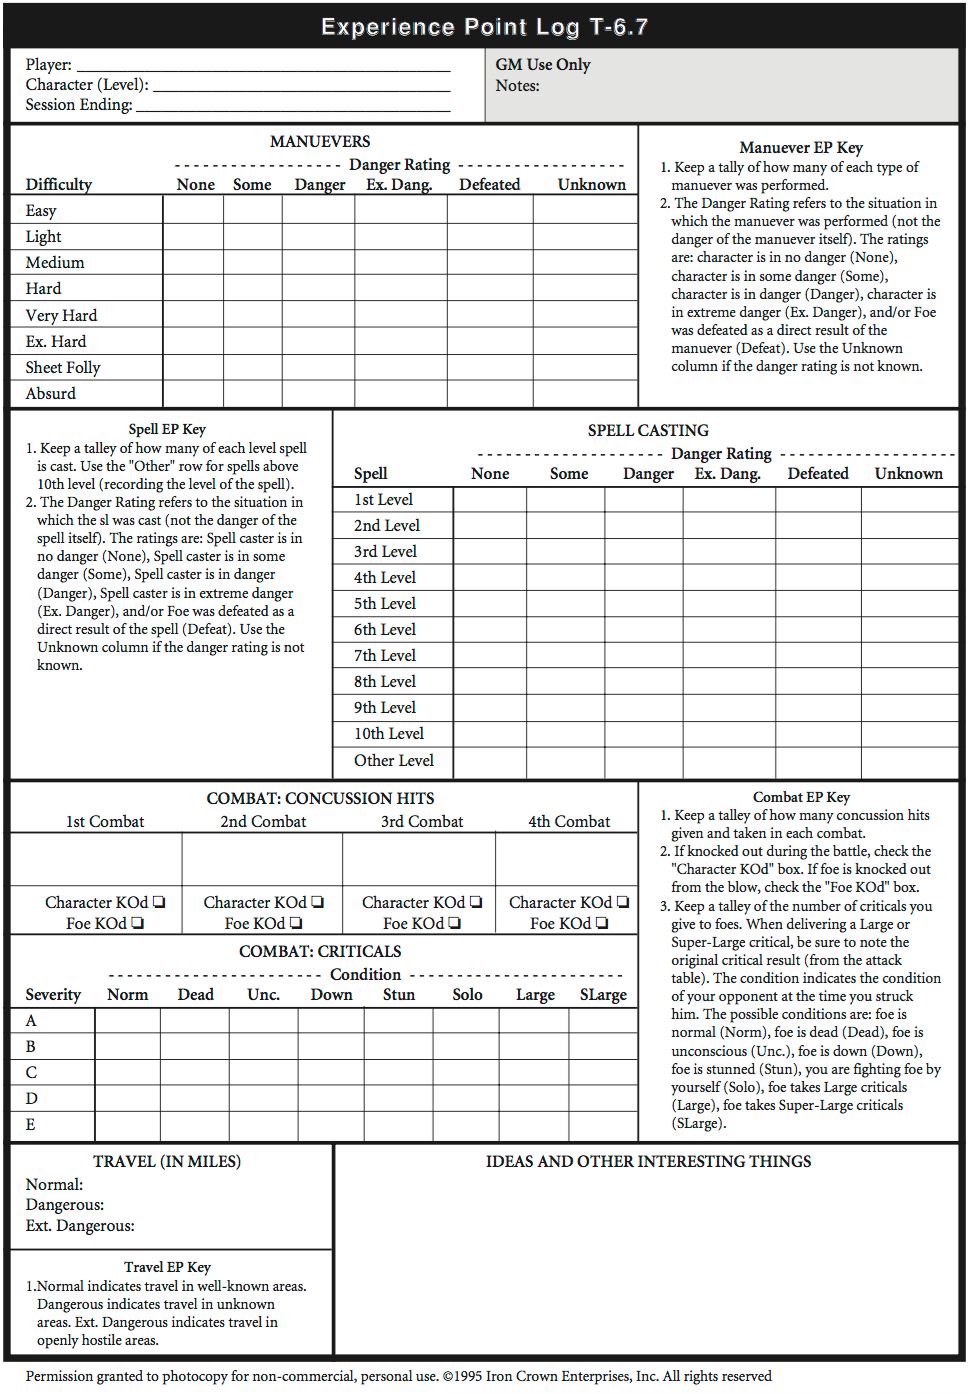 Experience Point Log T-6.7
Player:
Character (Level):
Session Ending:
GM Use Only
Notes:
MANUEVERS
Danger Rating
Difficulty None Some Danger Ex. Dang. Defeated Unknown
Easy
Light
Medium
Hard
Very Hard
Ex. Hard
Sheet Folly
Absurd
Manuever EP Key
1. Keep a tally of how many of each type of
manuever was performed.
2. The Danger Rating refers to the situation in
which the manuever was performed (not the
danger of the manuever itself). The ratings
are: character is in no danger (None),
character is in some danger (Some),
character is in danger (Danger), character is
in extreme danger (Ex. Danger), and/or Foe
was defeated as a direct result of the
manuever (Defeat). Use the Unknown
column if the danger rating is not known.
Spell EP Key
1. Keep a talley of how many of each level spell
is cast. Use the "Other" row for spells above
10th level (recording the level of the spell).
2. The Danger Rating refers to the situation in
which the sl was cast (not the danger of the
spell itself). The ratings are: Spell caster is in
no danger (None), Spell caster is in some
danger (Some), Spell caster is in danger
(Danger), Spell caster is in extreme danger
(Ex. Danger), and/or Foe was defeated as a
direct result of the spell (Defeat). Use the
Unknown column if the danger rating is not
known.
SPELL CASTING
Danger Rating
Spell None Some Danger Ex. Dang. Defeated Unknown
1st Level
2nd Level
3rd Level
4th Level
5th Level
6th Level
7th Level
8th Level
9th Level
10th Level
Other Level
COMBAT: CONCUSSION HITS
1st Combat 2nd Combat 3rd Combat 4th Combat
Character KOd ❏ Character KOd ❏ Character KOd ❏ Character KOd ❏
Foe KOd ❏ Foe KOd ❏ Foe KOd ❏ Foe KOd ❏
COMBAT: CRITICALS
Condition
Severity Norm Dead Unc. Down Stun Solo Large SLarge
A
B
C
D
E
Combat EP Key
1. Keep a talley of how many concussion hits
given and taken in each combat.
2. If knocked out during the battle, check the
"Character KOd" box. If foe is knocked out
from the blow, check the "Foe KOd" box.
3. Keep a talley of the number of criticals you
give to foes. When delivering a Large or
Super-Large critical, be sure to note the
original critical result (from the attack
table). The condition indicates the condition
of your opponent at the time you struck
him. The possible conditions are: foe is
normal (Norm), foe is dead (Dead), foe is
unconscious (Unc.), foe is down (Down),
foe is stunned (Stun), you are fighting foe by
yourself (Solo), foe takes Large criticals
(Large), foe takes Super-Large criticals
(SLarge).
TRAVEL (IN MILES)
Normal:
Dangerous:
Ext. Dangerous:
Travel EP Key
1.Normal indicates travel in well-known areas.
Dangerous indicates travel in unknown
areas. Ext. Dangerous indicates travel in
openly hostile areas.
IDEAS AND OTHER INTERESTING THINGS
Permission granted to photocopy for non-commercial, personal use. ©1995 Iron Crown Enterprises, Inc. All rights reserved